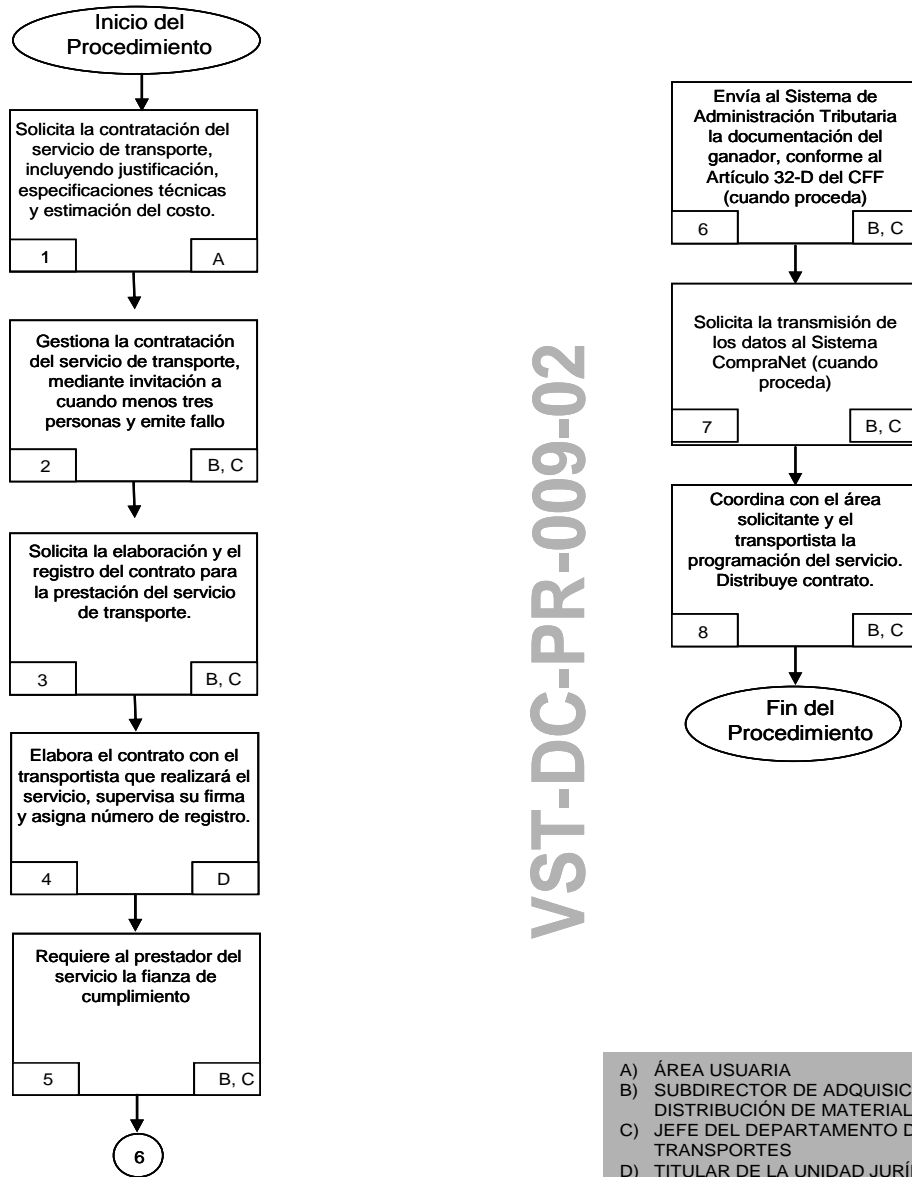 Inicio del
Procedimiento
Solicita la contratación del
servicio de transporte,
incluyendo justificación,
especificaciones técnicas
y estimación del costo.
1
A
Gestiona la contratación
del servicio de transporte,
mediante invitación a
cuando menos tres
personas y emite fallo
2
B, C
Solicita la elaboración y el
registro del contrato para
la prestación del servicio
de transporte.
3
B, C
Elabora el contrato con el
transportista que realizará el
servicio, supervisa su firma
y asigna número de registro.
4
D
Requiere al prestador del
servicio la fianza de
cumplimiento
5
B, C
6
VST-DC-PR-009-02
Envía al Sistema de
Administración Tributaria
la documentación del
ganador, conforme al
Artículo 32-D del CFF
(cuando proceda)
6
B, C
Solicita la transmisión de
los datos al Sistema
CompraNet (cuando
proceda)
7
B, C
Coordina con el área
solicitante y el
transportista la
programación del servicio.
Distribuye contrato.
8
B, C
Fin del
Procedimiento
A) ÁREA USUARIA
B) SUBDIRECTOR DE
DISTRIBUCIÓN DE
C) JEFE DEL DEPARTAMENTO
TRANSPORTES
D) TITULAR DE LA UNIDAD